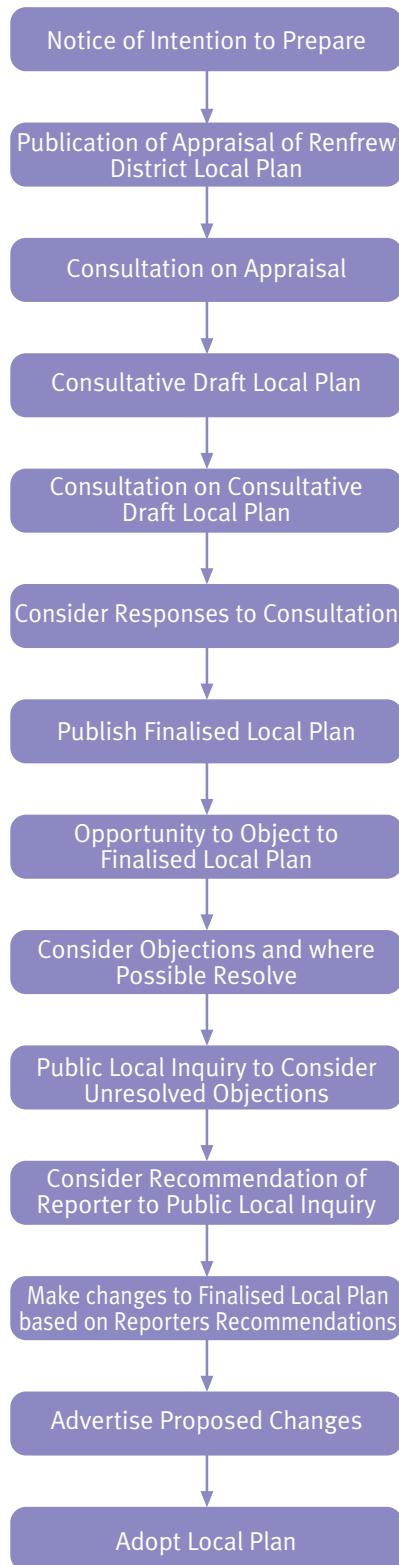 Notice of Intention to Prepare
Publication of Appraisal of Renfrew
District Local Plan
Consultation on Appraisal
Consultative Draft Local Plan
Consultation on Consultative
Draft Local Plan
Consider Responses to Consultation
Publish Finalised Local Plan
Opportunity to Object to
Finalised Local Plan
Consider Objections and where
Possible Resolve
Public Local Inquiry to Consider
Unresolved Objections
Consider Recommendation of
Reporter to Public Local Inquiry
Make changes to Finalised Local Plan
based on Reporters Recommendations
Advertise Proposed Changes
Adopt Local Plan